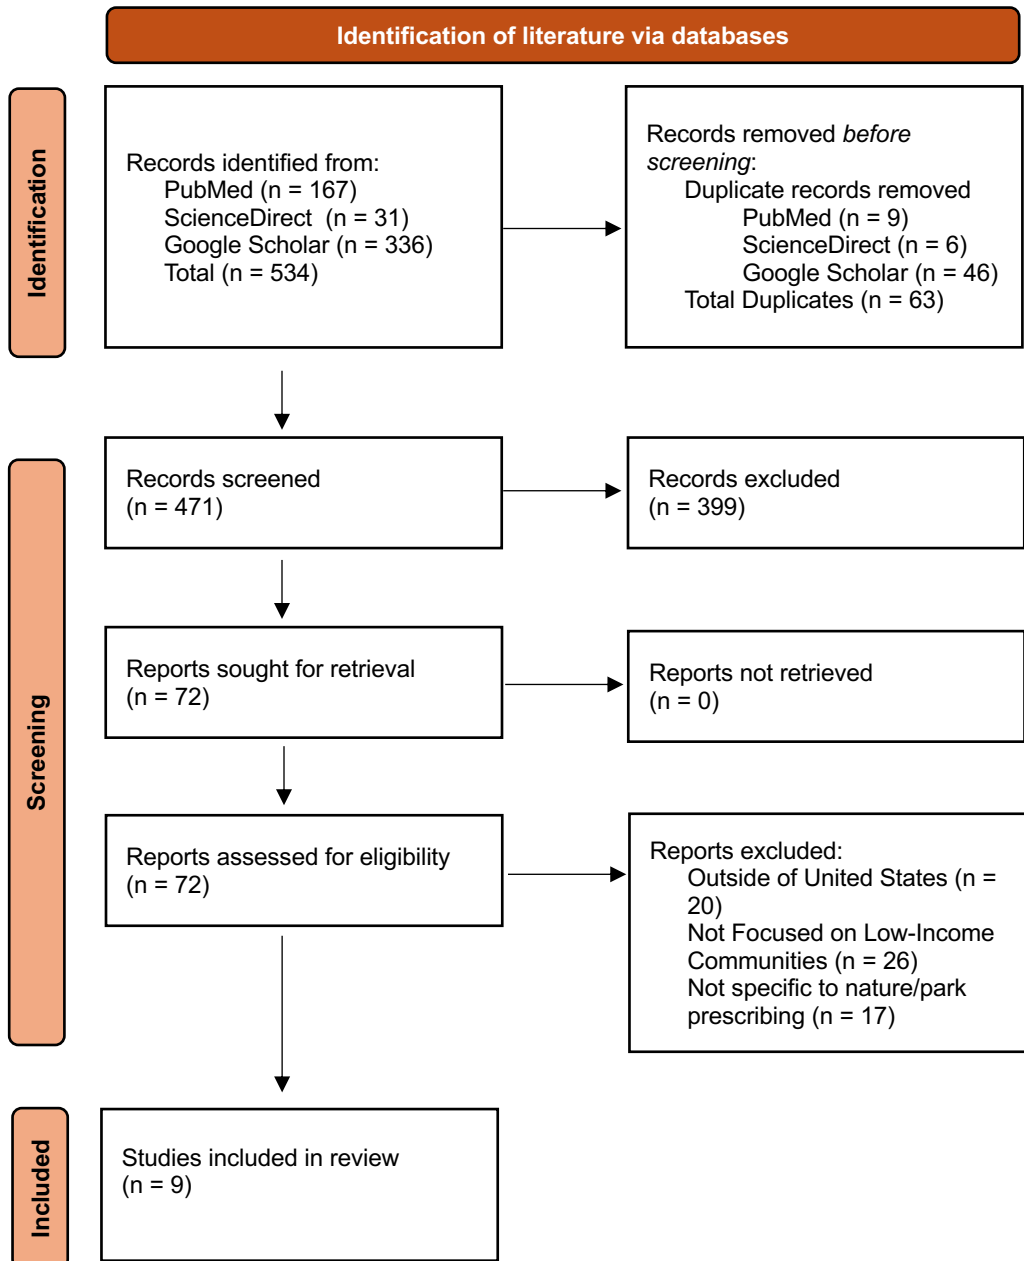 Identification of literature via databases
Identification
Records identified from:
PubMed (n = 167)
ScienceDirect (n = 31)
Google Scholar (n = 336)
Total (n = 534)
Records removed before
screening:
Duplicate records removed
PubMed (n = 9)
ScienceDirect (n = 6)
Google Scholar (n = 46)
Total Duplicates (n = 63)
Screening
Records screened
(n = 471)
Records excluded
(n = 399)
Reports sought for retrieval
(n = 72)
Reports not retrieved
(n = 0)
Reports assessed for eligibility
(n = 72)
Reports excluded:
Outside of United States (n =
20)
Not Focused on Low-Income
Communities (n = 26)
Not specific to nature/park
prescribing (n = 17)
Included
Studies included in review
(n = 9)